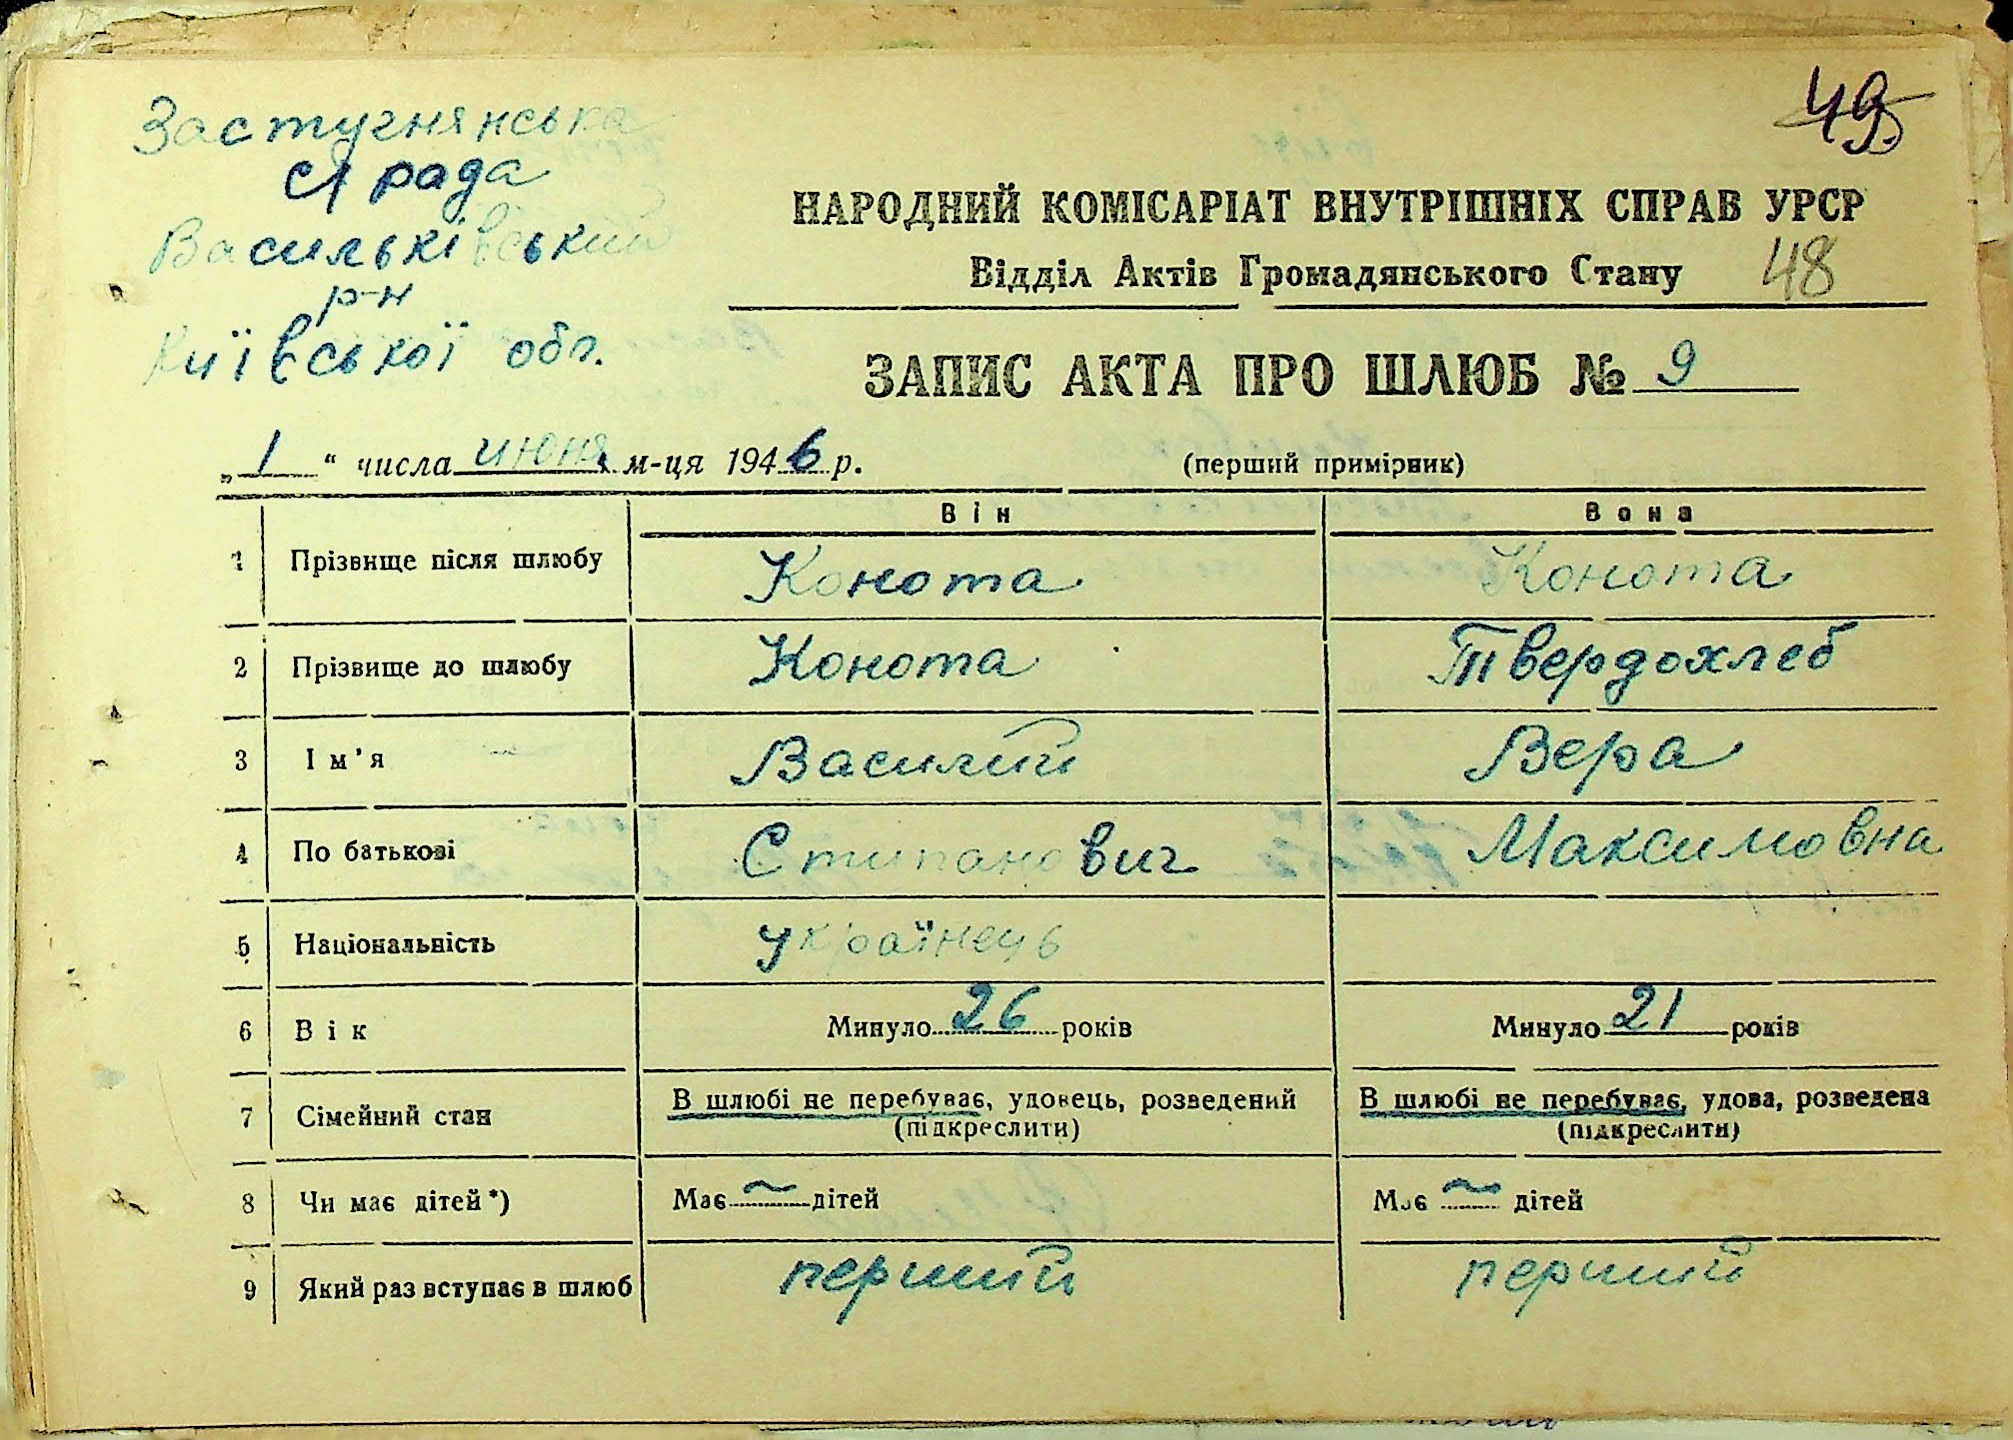 49
Застугнянська
с/рада
Васильківський
р-н
Київської обл.
НАРОДНИЙ КОМІСАРІАТ ВНУТРІШНІХ СПРАВ УРСР
Відділ Актів Громадянського Стану 48
ЗАПИС АКТА ПРО ШЛЮБ № 9
„1“ числа июня м-ця 1946 р. (перший примірник)
Він Вона
1 Прізвище після шлюбу Конота Конота
2 Прізвище до шлюбу Конота Твердохлеб
3 Ім'я Василий Вера
4 По батькові Стипанович Максимовна
5 Національність українець
6 Вік Минуло 26 років Минуло 21 років
7 Сімейний стан В шлюбі не перебуває, удовець, розведений В шлюбі не перебуває, удова, розведена
(підкреслити) (підкреслити)
8 Чи має дітей*) Має ~ дітей Має ~ дітей
9 Який раз вступає в шлюб перший перший